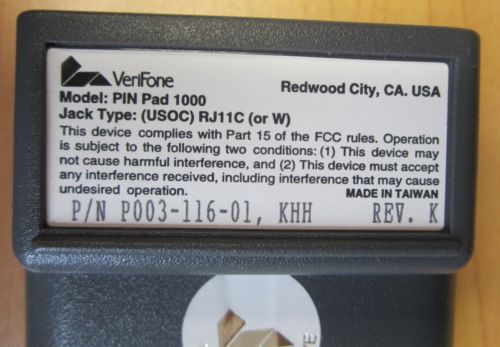 VeriFone
Redwood City, CA. USA
Model: PIN Pad 1000
Jack Type: (USOC) RJ11C (or W)
This device complies with Part 15 of the FCC rules. Operation
is subject to the following two conditions: (1) This device may
not cause harmful interference, and (2) This device must accept
any interference received, including interference that may cause
undesired operation.
MADE IN TAIWAN
P/N P003-116-01, KHH REV. K